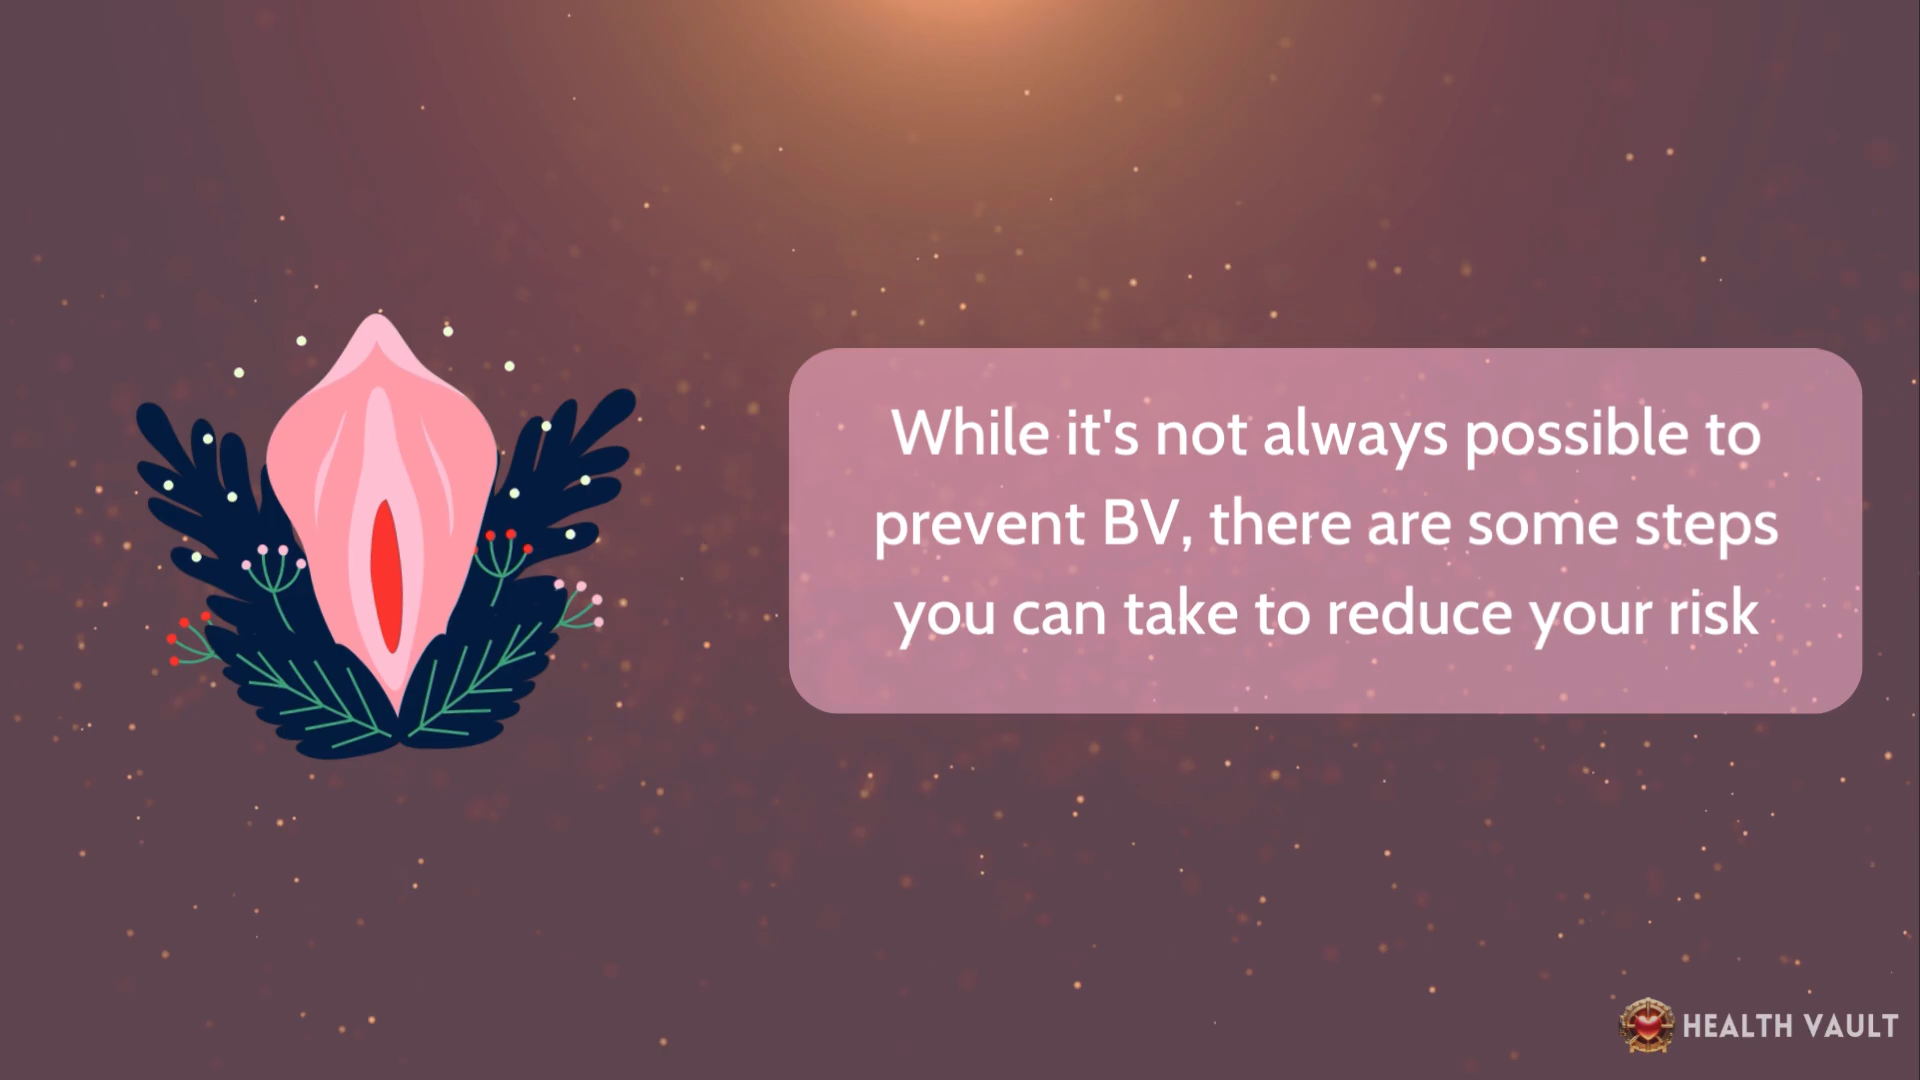 While it's not always possible to
prevent BV, there are some steps
you can take to reduce your risk
HEALTH VAULT